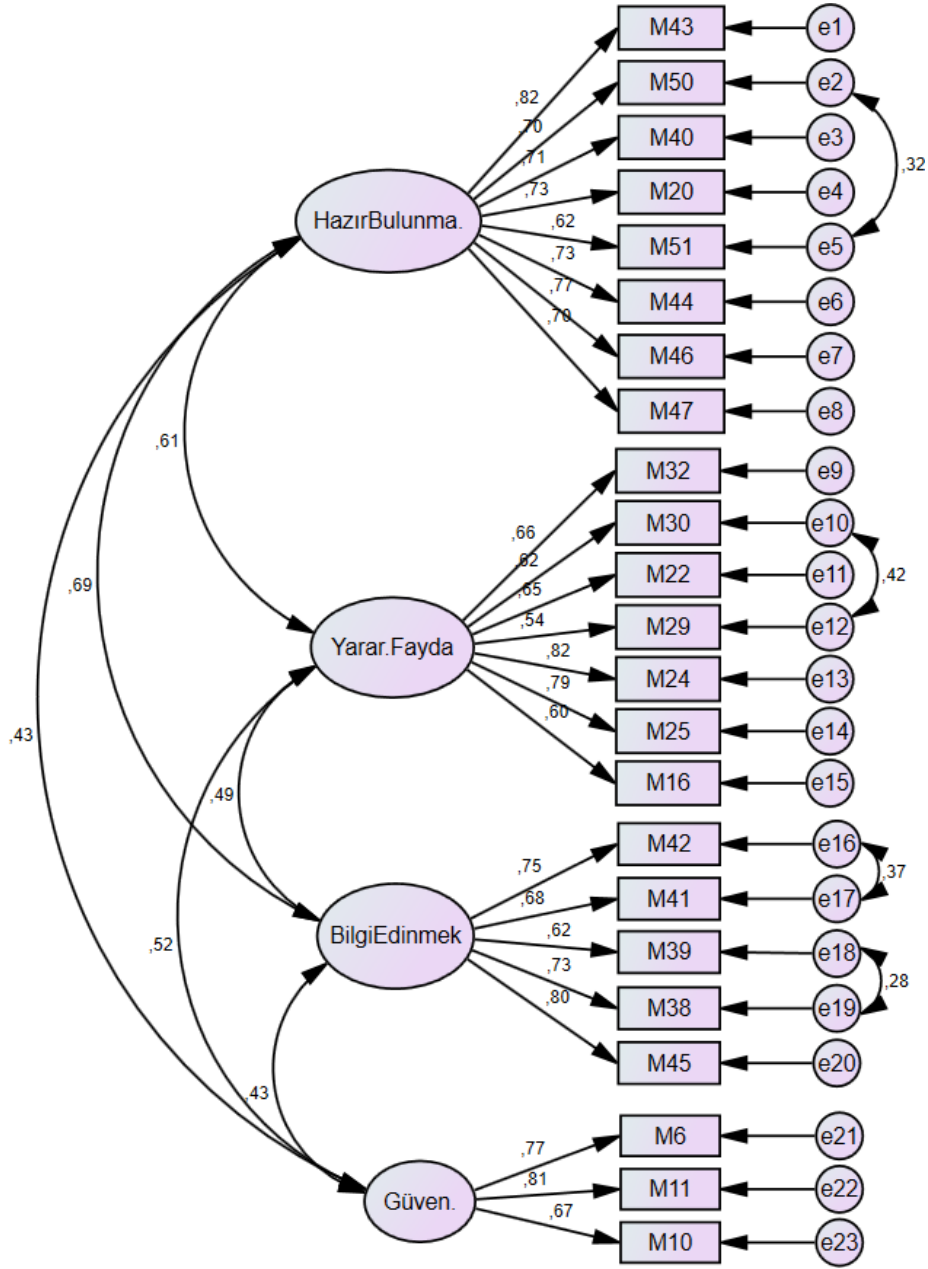 M43
e1
,82
M50
e2
,70
M40
e3
,71
,32
M20
e4
,73
HazırBulunma.
,62
M51
e5
,73
M44
e6
,77
,70
M46
e7
M47
e8
,61
M32
e9
,66
M30
e10
,62
M22
e11
,42
,65
,69
,54
M29
e12
Yarar.Fayda
,82
M24
e13
,79
,60
M25
e14
,43
M16
e15
,49
M42
e16
,75
,37
M41
e17
,68
BilgiEdinmek
,62
M39
e18
,52
,73
,28
,80
M38
e19
M45
e20
,43
M6
e21
,77
,81
M11
e22
Güven.
,67
M10
e23